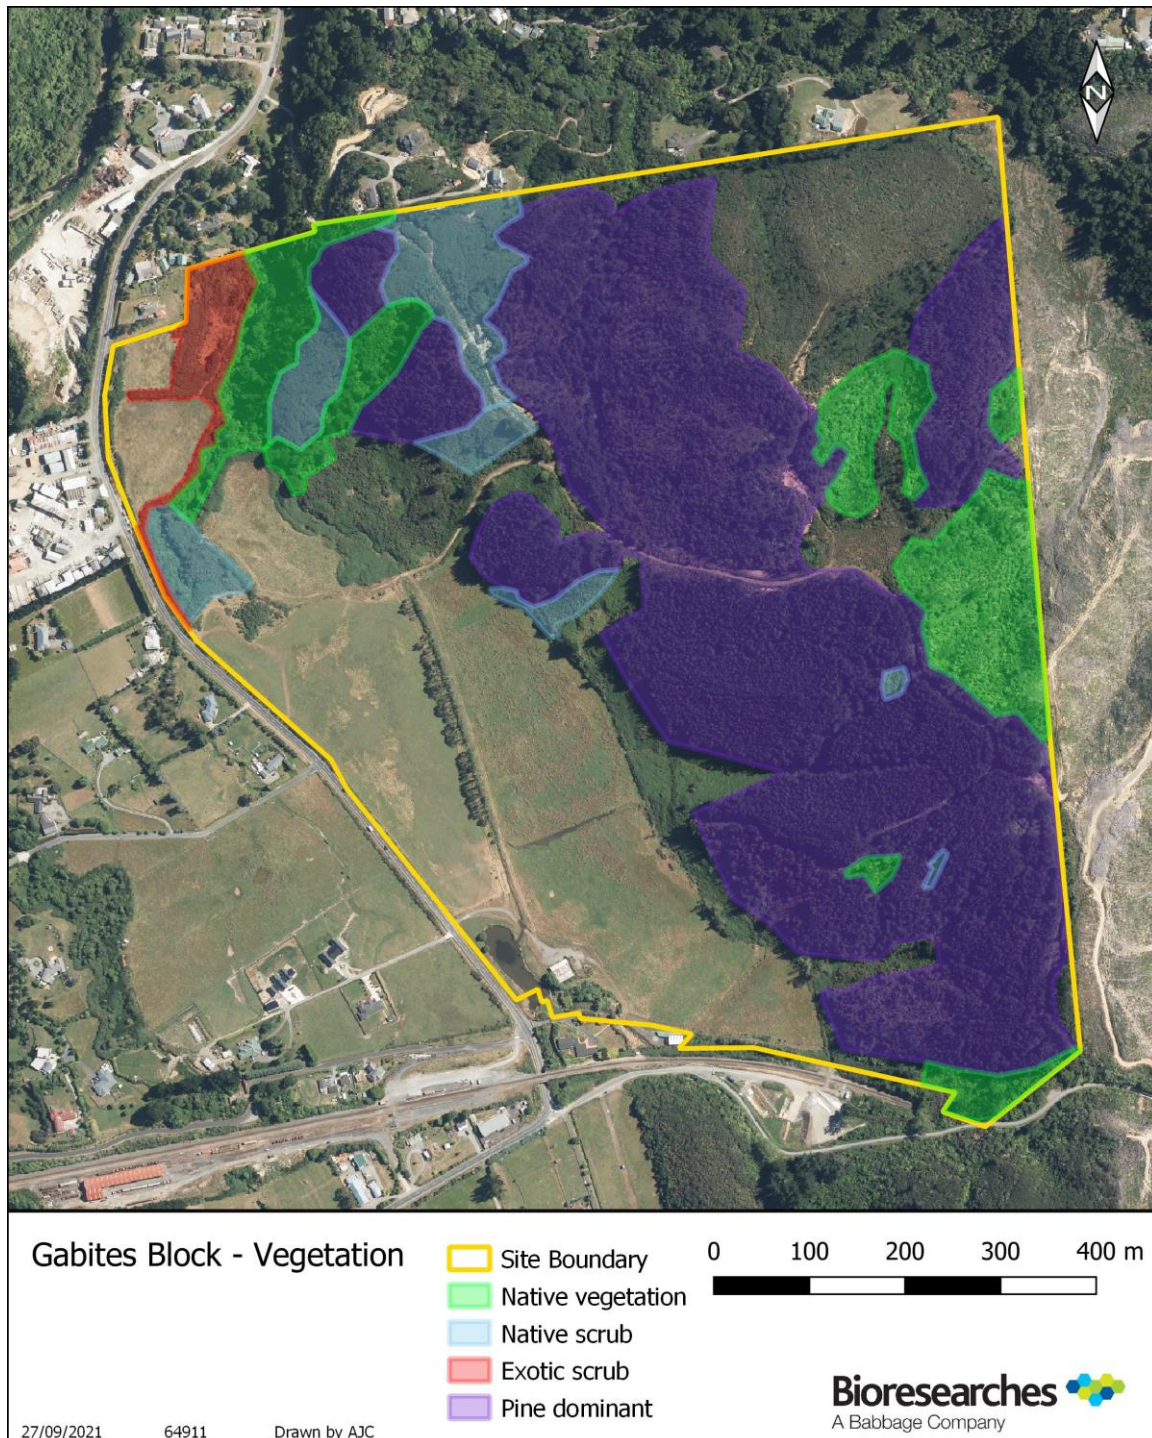 N
Gabites Block - Vegetation
Site Boundary
Native vegetation
Native scrub
Exotic scrub
Pine dominant
0 100 200 300 400 m
Bioresearches
A Babbage Company
27/09/2021 64911 Drawn by AJC